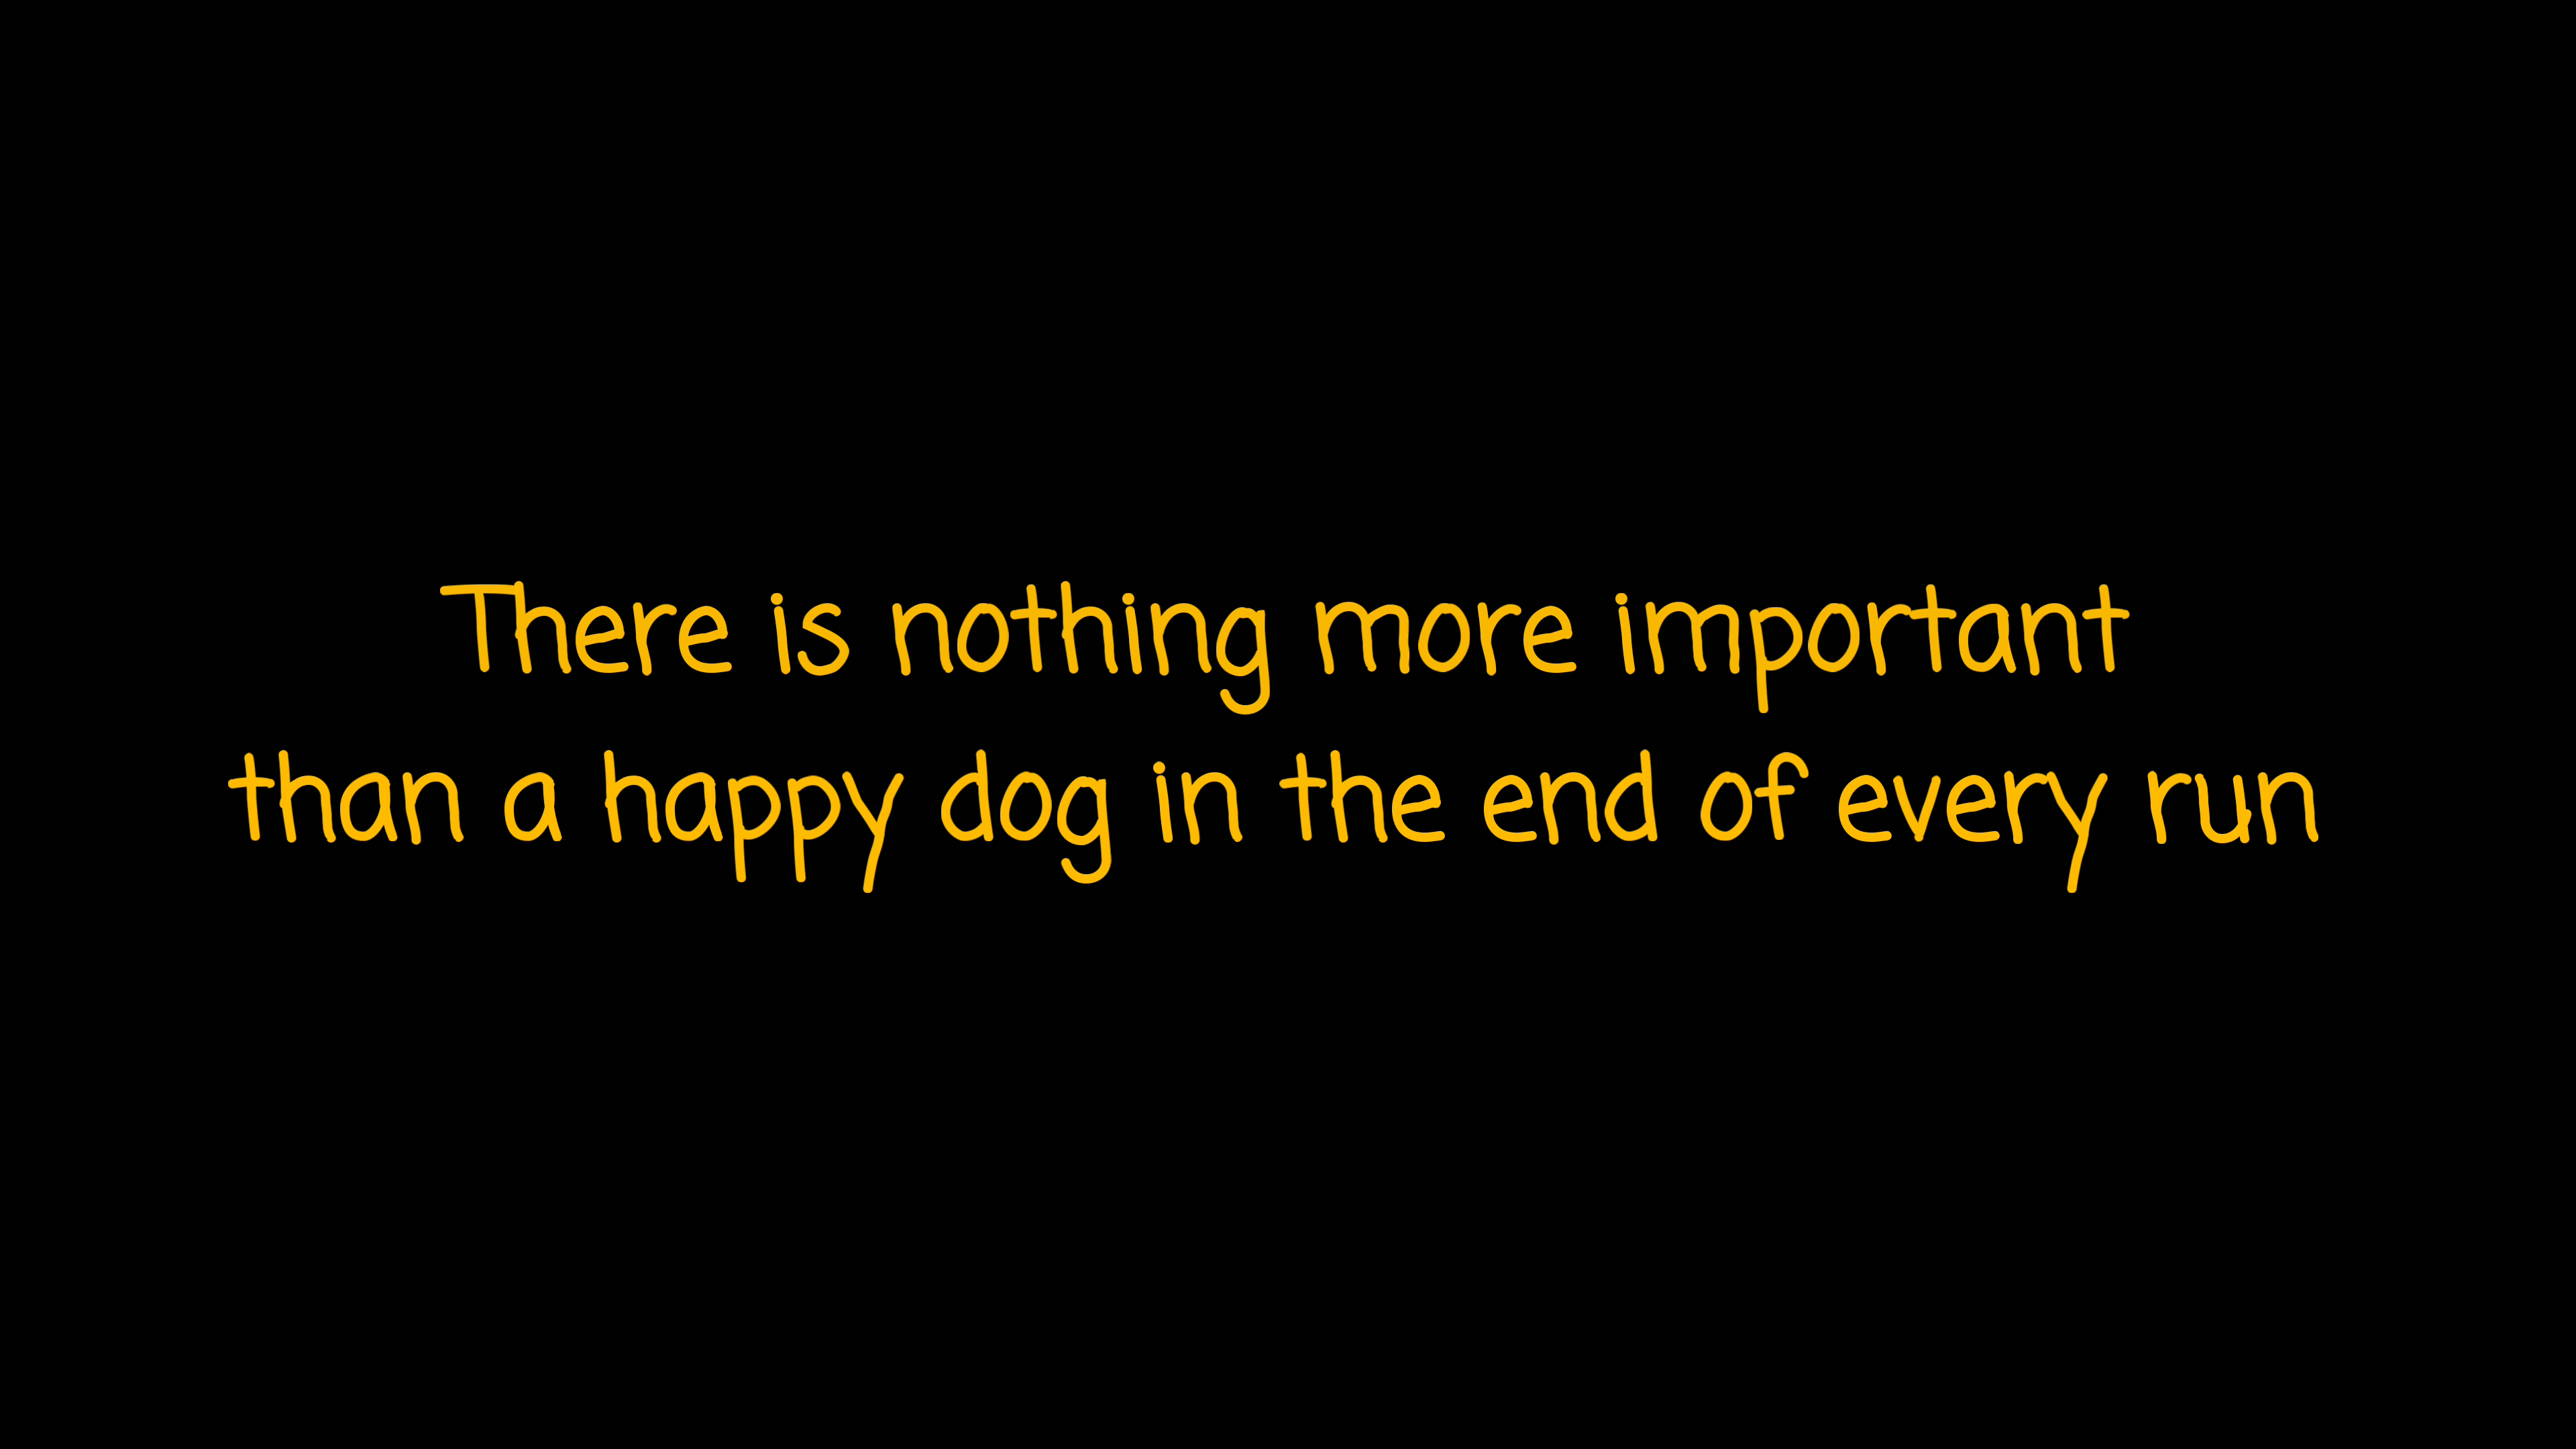 There is nothing more important
than a happy dog in the end of every run